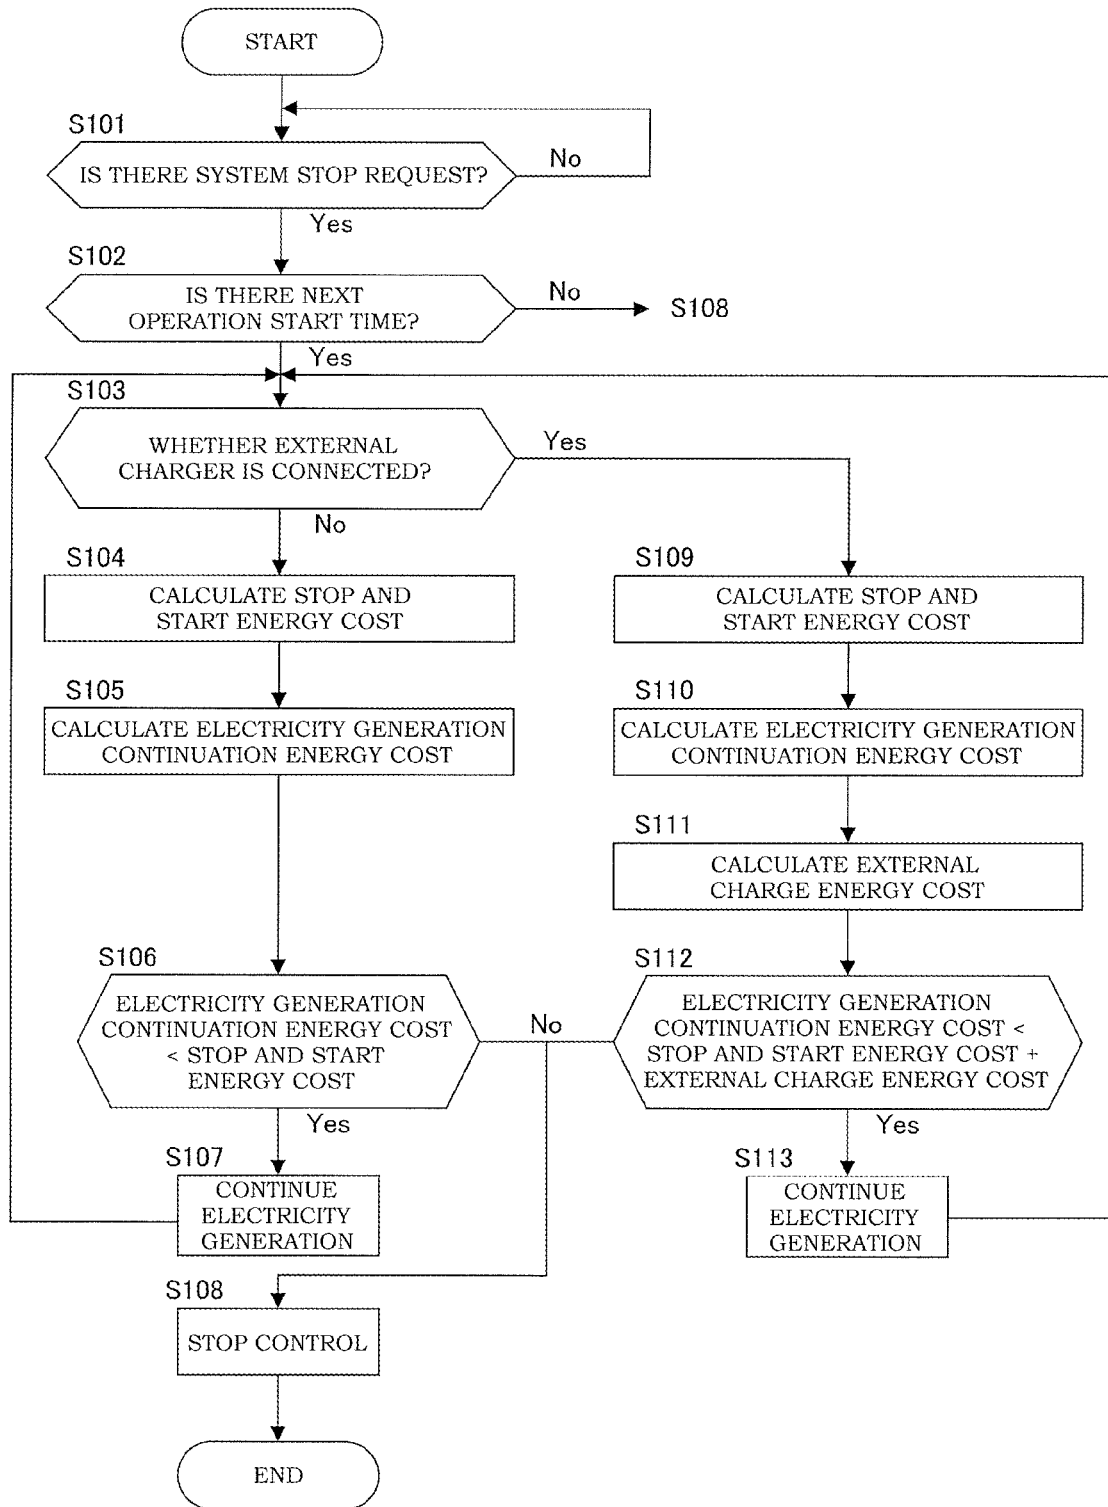 START
S101
IS THERE SYSTEM STOP REQUEST?
No
Yes
S102
IS THERE NEXT
OPERATION START TIME?
No
S108
Yes
S103
WHETHER EXTERNAL
CHARGER IS CONNECTED?
Yes
No
S104
CALCULATE STOP AND
START ENERGY COST
S109
CALCULATE STOP AND
START ENERGY COST
S105
CALCULATE ELECTRICITY GENERATION
CONTINUATION ENERGY COST
S110
CALCULATE ELECTRICITY GENERATION
CONTINUATION ENERGY COST
S111
CALCULATE EXTERNAL
CHARGE ENERGY COST
S106
ELECTRICITY GENERATION
CONTINUATION ENERGY COST
< STOP AND START
ENERGY COST
No
S112
ELECTRICITY GENERATION
CONTINUATION ENERGY COST <
STOP AND START ENERGY COST +
EXTERNAL CHARGE ENERGY COST
Yes
Yes
S107
CONTINUE
ELECTRICITY
GENERATION
S113
CONTINUE
ELECTRICITY
GENERATION
S108
STOP CONTROL
END